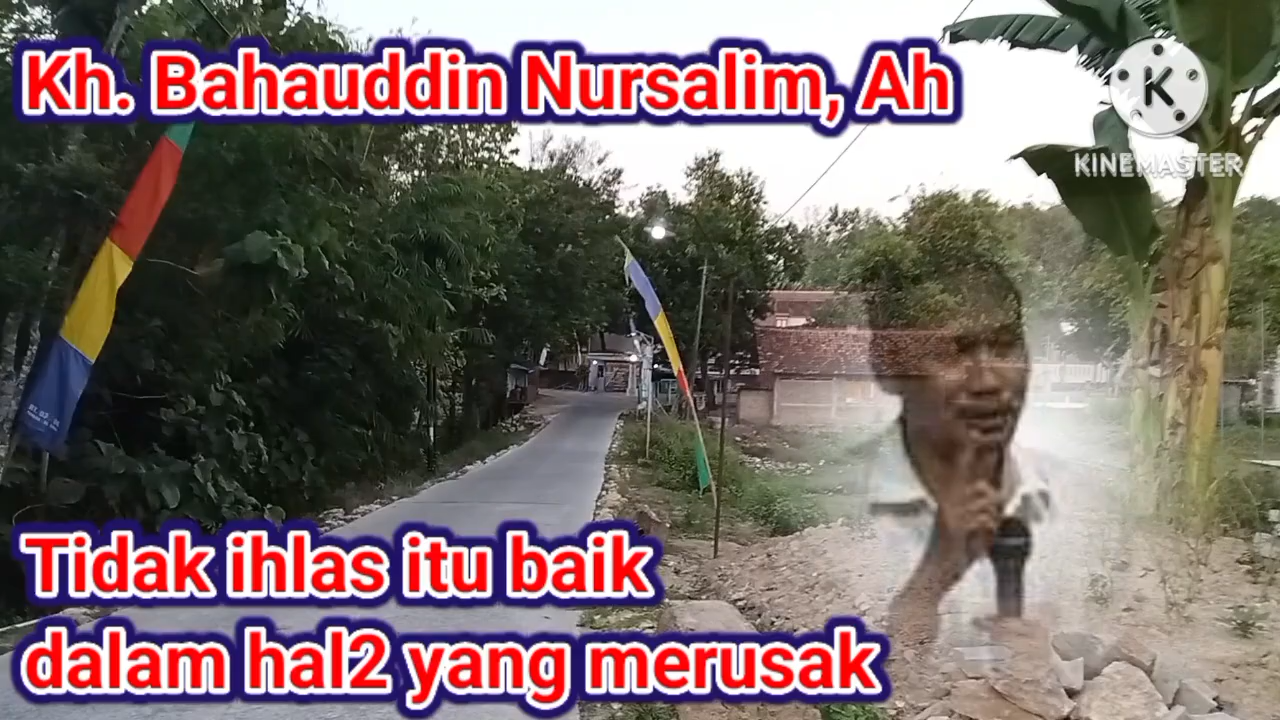 Kh. Bahauddin Nursalim, Ah
K
KINEMASTER
Tidak ihlas itu baik
dalam hal2 yang merusak